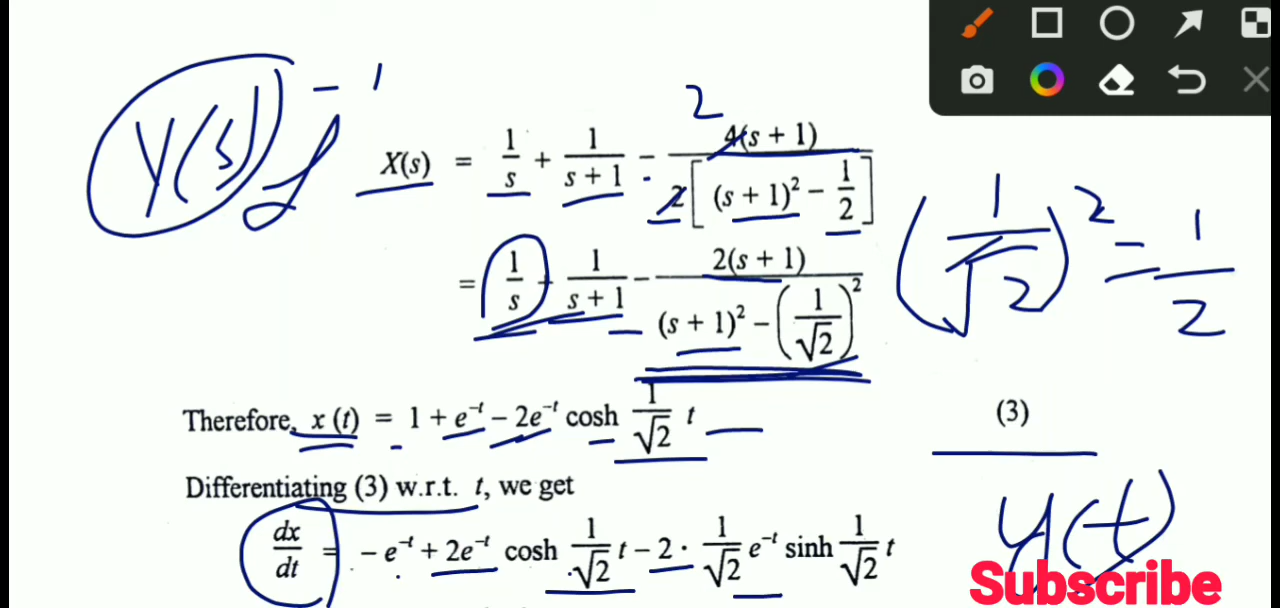 Y(s) ℒ⁻¹
X(s) = 1/s + 1/(s + 1) − 4(s + 1) / 2[(s + 1)² − 1/2]
2
= 1/s + 1/(s + 1) − 2(s + 1) / ((s + 1)² − (1/√2)²)
(1/√2)² = 1/2
Therefore, x (t) = 1 + e⁻ᵗ − 2e⁻ᵗ cosh 1/√2 t (3)
Differentiating (3) w.r.t. t, we get
y(t)
dx/dt = − e⁻ᵗ + 2e⁻ᵗ cosh 1/√2 t − 2 · 1/√2 e⁻ᵗ sinh 1/√2 t
Subscribe